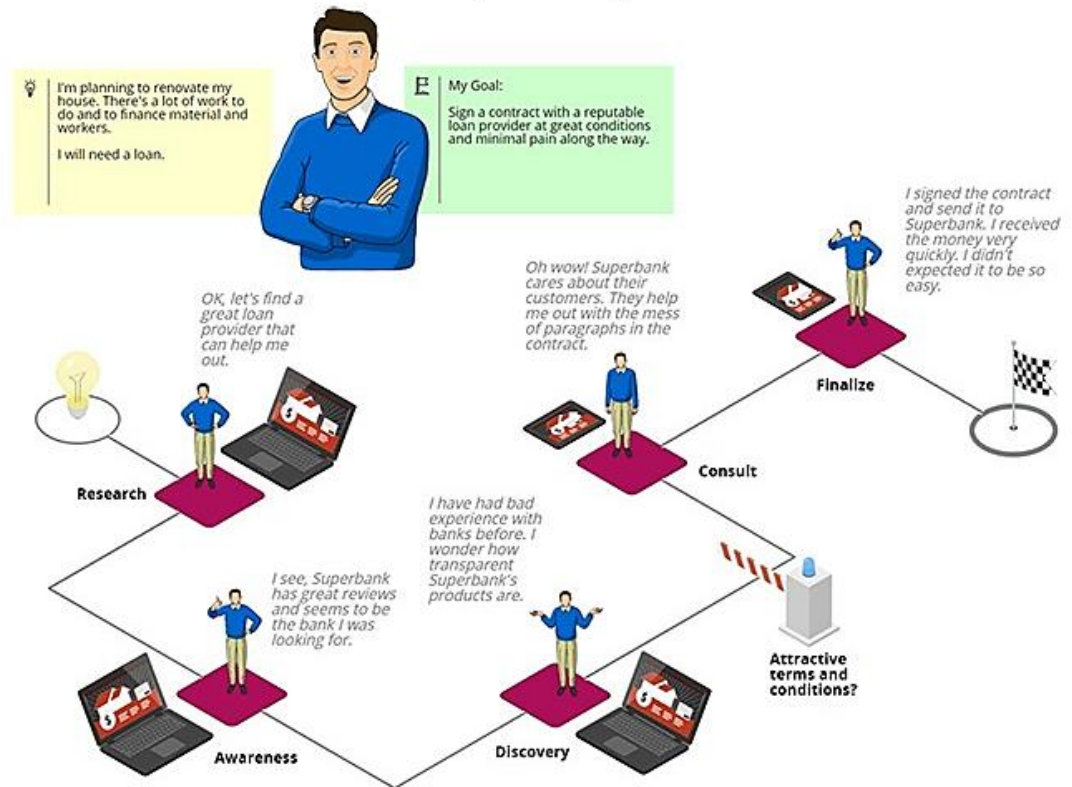 I'm planning to renovate my
house. There's a lot of work to
do and to finance material and
workers.
I will need a loan.
My Goal:
Sign a contract with a reputable
loan provider at great conditions
and minimal pain along the way.
I signed the contract
and send it to
Superbank. I received
the money very
quickly. I didn't
expected it to be so
easy.
Oh wow! Superbank
cares about their
customers. They help
me out with the mess
of paragraphs in the
contract.
OK, let's find a
great loan
provider that
can help me
out.
Finalize
Consult
Research
I have had bad
experience with
banks before. I
wonder how
transparent
Superbank's
products are.
I see, Superbank
has great reviews
and seems to be
the bank I was
looking for.
Attractive
terms and
conditions?
Awareness
Discovery